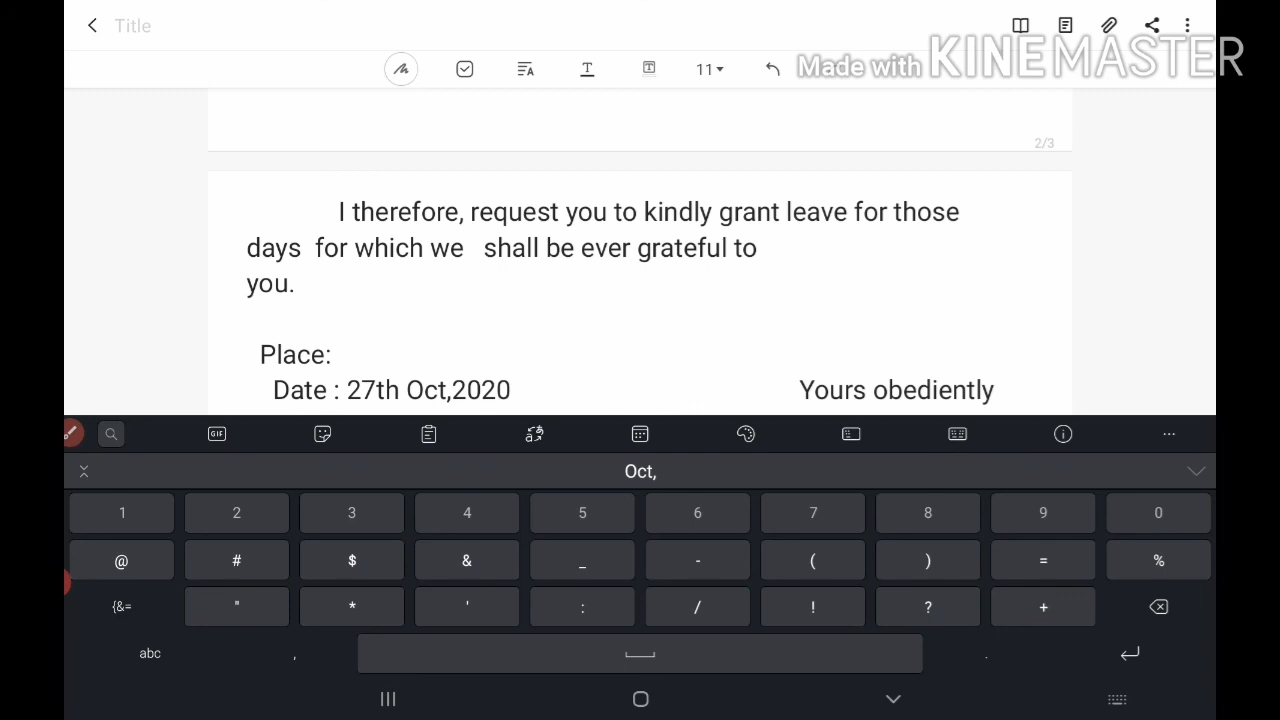 Title
Made with KINEMASTER
11
2/3
I therefore, request you to kindly grant leave for those
days for which we shall be ever grateful to
you.
Place:
Date : 27th Oct,2020 Yours obediently
GIF
Oct,
1 2 3 4 5 6 7 8 9 0
@ # $ & _ - ( ) = %
{&= " * ' : / ! ? +
abc , .